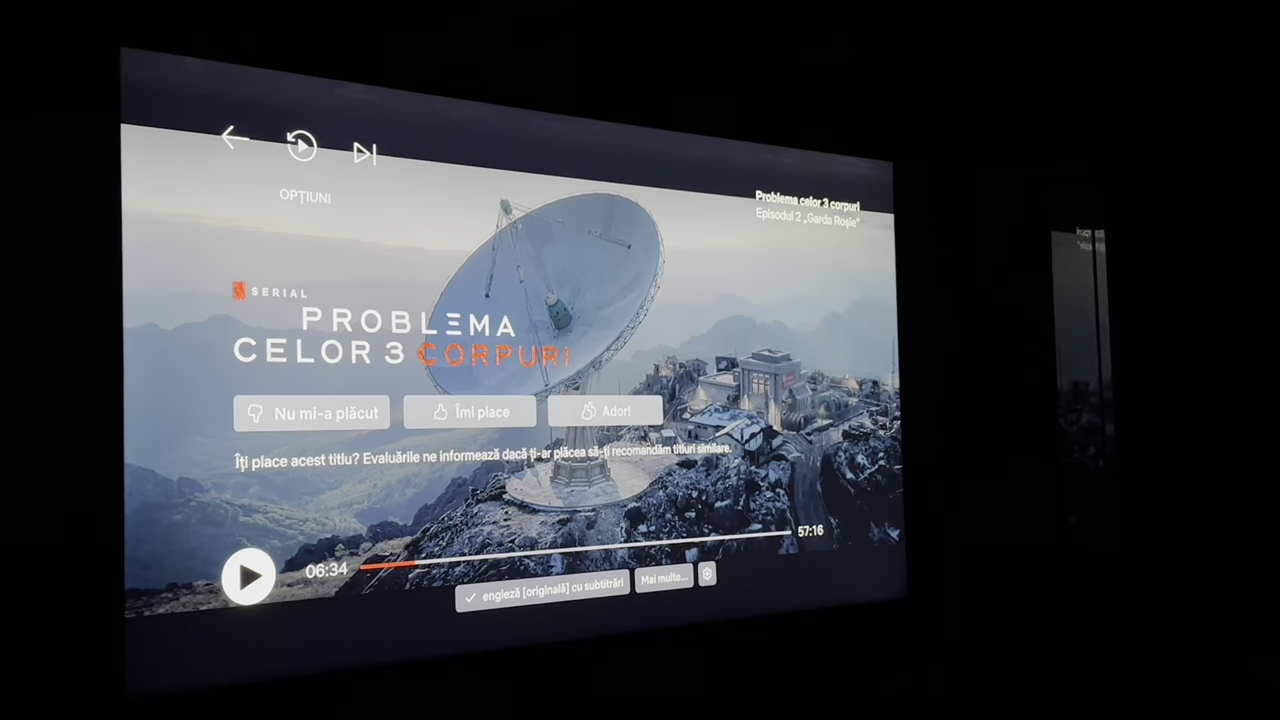 OPȚIUNI
Problema celor 3 corpuri
Episodul 2 „Garda Roșie”
SERIAL
PROBLEMA
CELOR 3 CORPURI
Nu mi-a plăcut
Îmi place
Ador!
Îți place acest titlu? Evaluările ne informează dacă ți-ar plăcea să-ți recomandăm titluri similare.
57:16
06:34
engleză [originală] cu subtitrări
Mai multe...